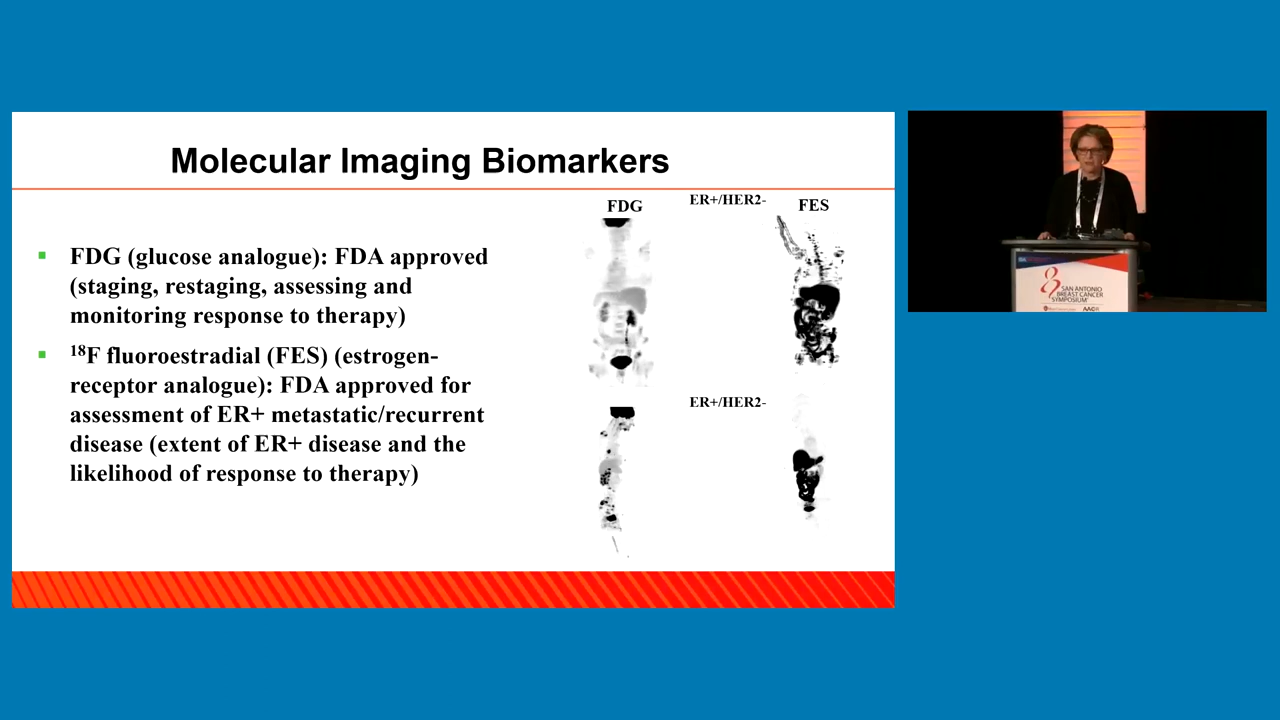 Molecular Imaging Biomarkers
FDG (glucose analogue): FDA approved
(staging, restaging, assessing and
monitoring response to therapy)
18F fluoroestradial (FES) (estrogen-
receptor analogue): FDA approved for
assessment of ER+ metastatic/recurrent
disease (extent of ER+ disease and the
likelihood of response to therapy)
FDG
ER+/HER2-
FES
ER+/HER2-
SAN ANTONIO
BREAST CANCER
SYMPOSIUM
AACR